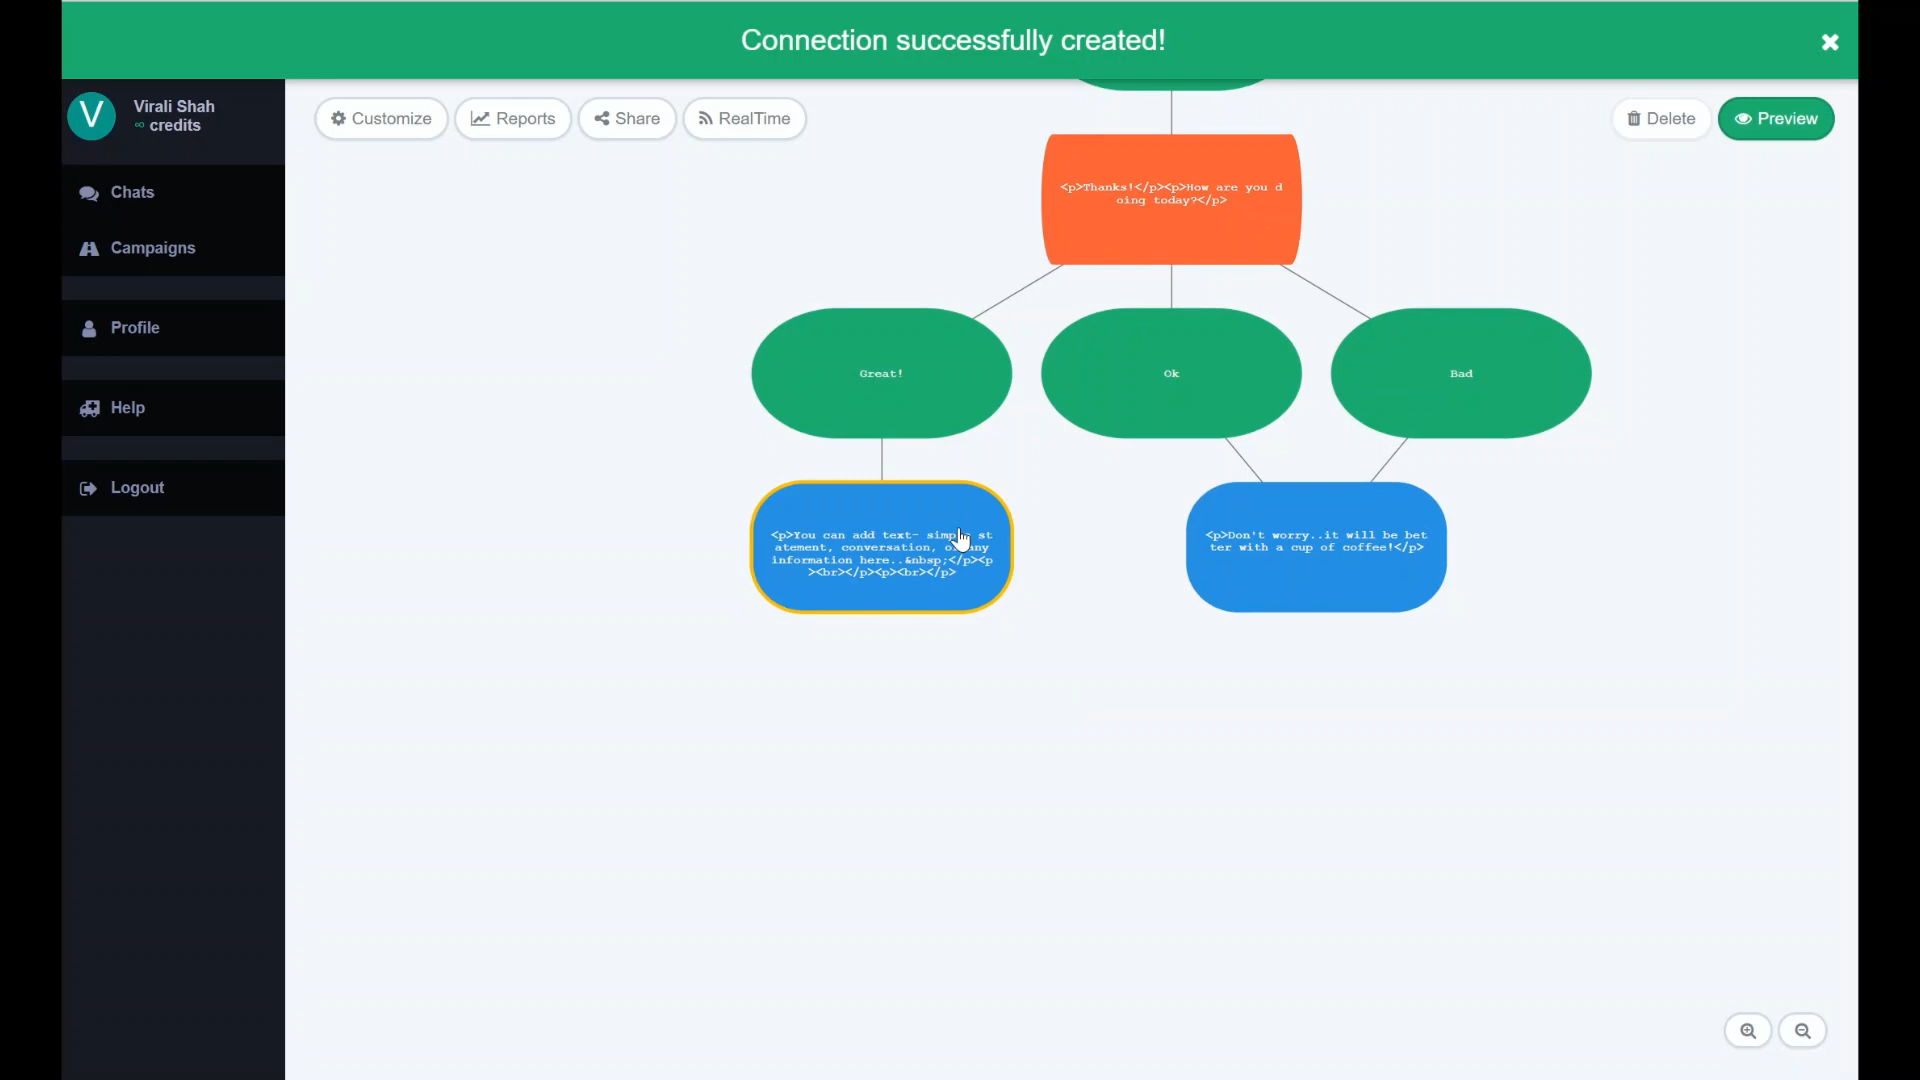 Connection successfully created!
V
Virali Shah
∞ credits
Chats
Campaigns
Profile
Help
Logout
Customize
Reports
Share
RealTime
Delete
Preview
<p>Thanks!</p><p>How are you d
oing today?</p>
Great!
Ok
Bad
<p>You can add text- simp st
atement, conversation, o ny
information here..&nbsp;</p><p
><br></p><p><br></p>
<p>Don't worry..it will be bet
ter with a cup of coffee!</p>